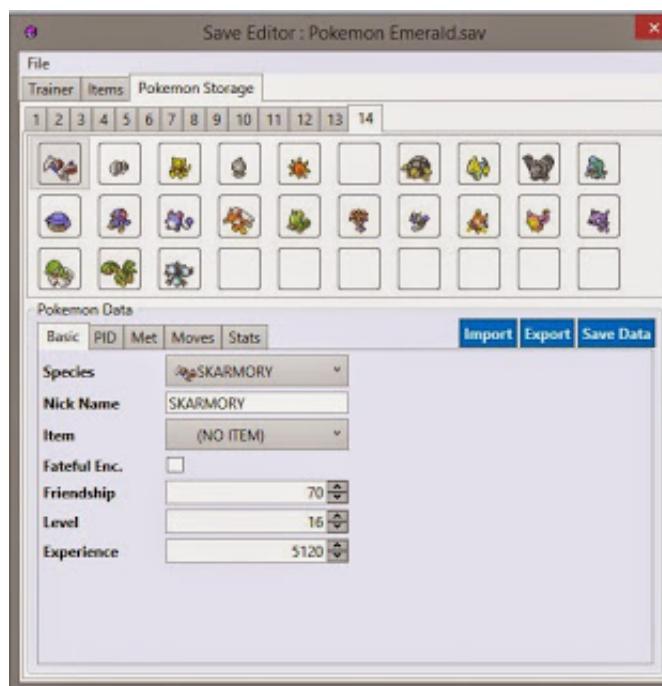 Save Editor : Pokemon Emerald.sav
File
Trainer Items Pokemon Storage
1 2 3 4 5 6 7 8 9 10 11 12 13 14
Pokemon Data
Basic PID Met Moves Stats Import Export Save Data
Species SKARMORY
Nick Name SKARMORY
Item (NO ITEM)
Fateful Enc.
Friendship 70
Level 16
Experience 5120